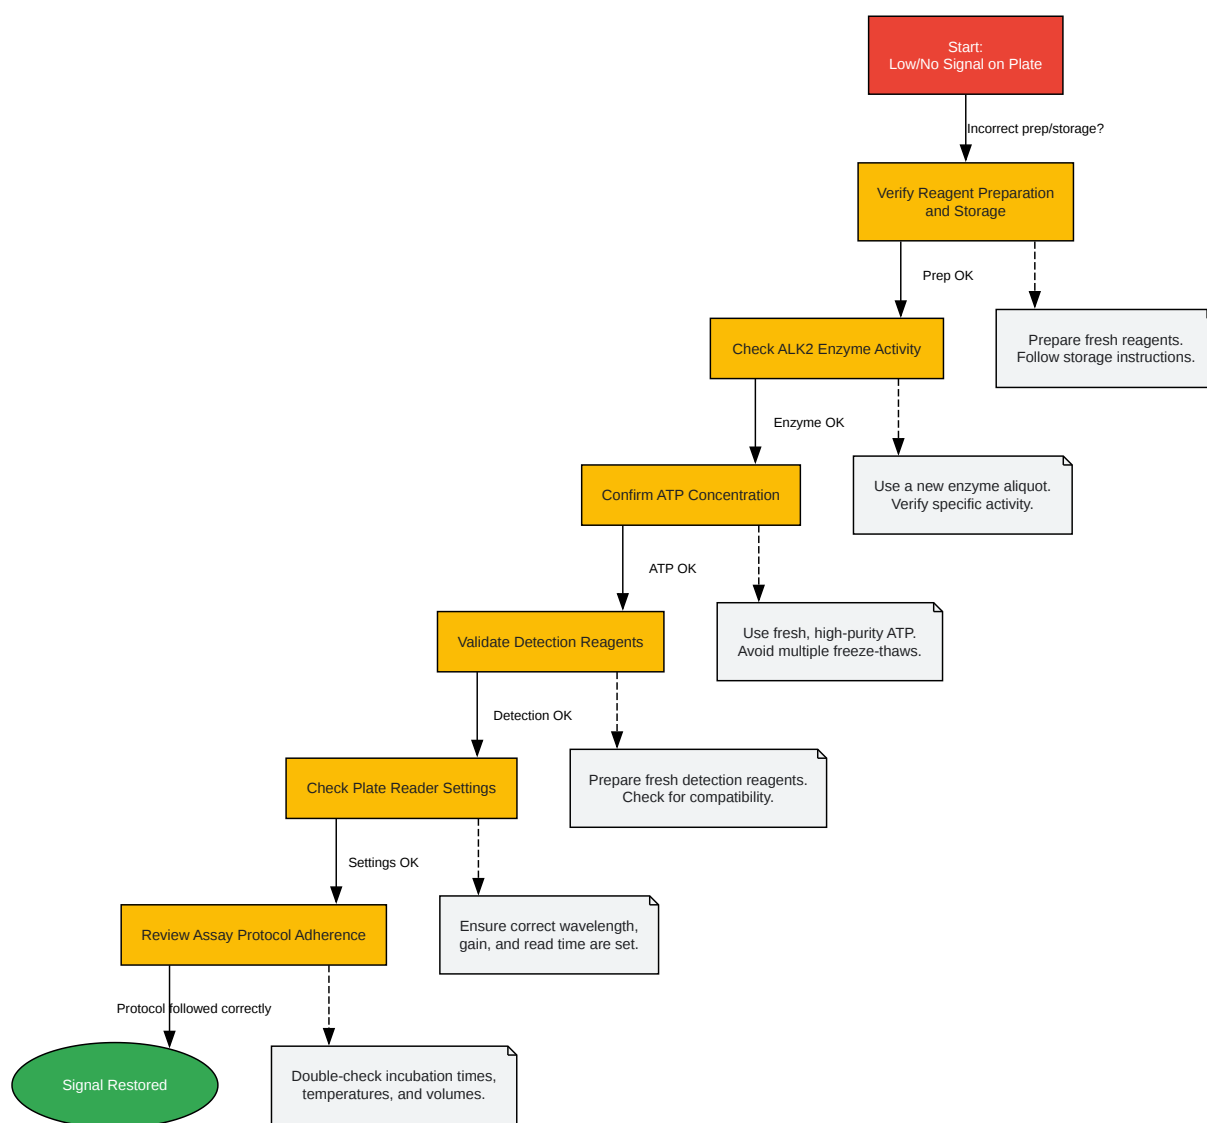 Start:
Low/No Signal on Plate
Incorrect prep/storage?
Verify Reagent Preparation
and Storage
Prep OK
Prepare fresh reagents.
Follow storage instructions.
Check ALK2 Enzyme Activity
Enzyme OK
Use a new enzyme aliquot.
Verify specific activity.
Confirm ATP Concentration
ATP OK
Use fresh, high-purity ATP.
Avoid multiple freeze-thaws.
Validate Detection Reagents
Detection OK
Prepare fresh detection reagents.
Check for compatibility.
Check Plate Reader Settings
Settings OK
Ensure correct wavelength,
gain, and read time are set.
Review Assay Protocol Adherence
Protocol followed correctly
Signal Restored
Double-check incubation times,
temperatures, and volumes.